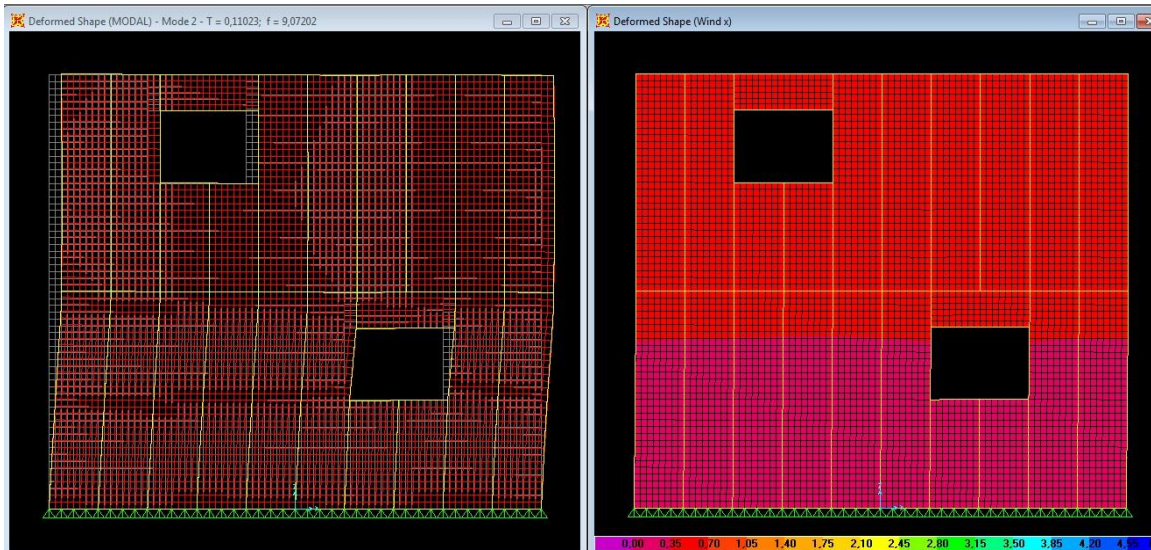 Deformed Shape (MODAL) - Mode 2 - T = 0,11023; f = 9,07202
Deformed Shape (Wind x)
0,00 0,35 0,70 1,05 1,40 1,75 2,10 2,45 2,80 3,15 3,50 3,85 4,20 4,55